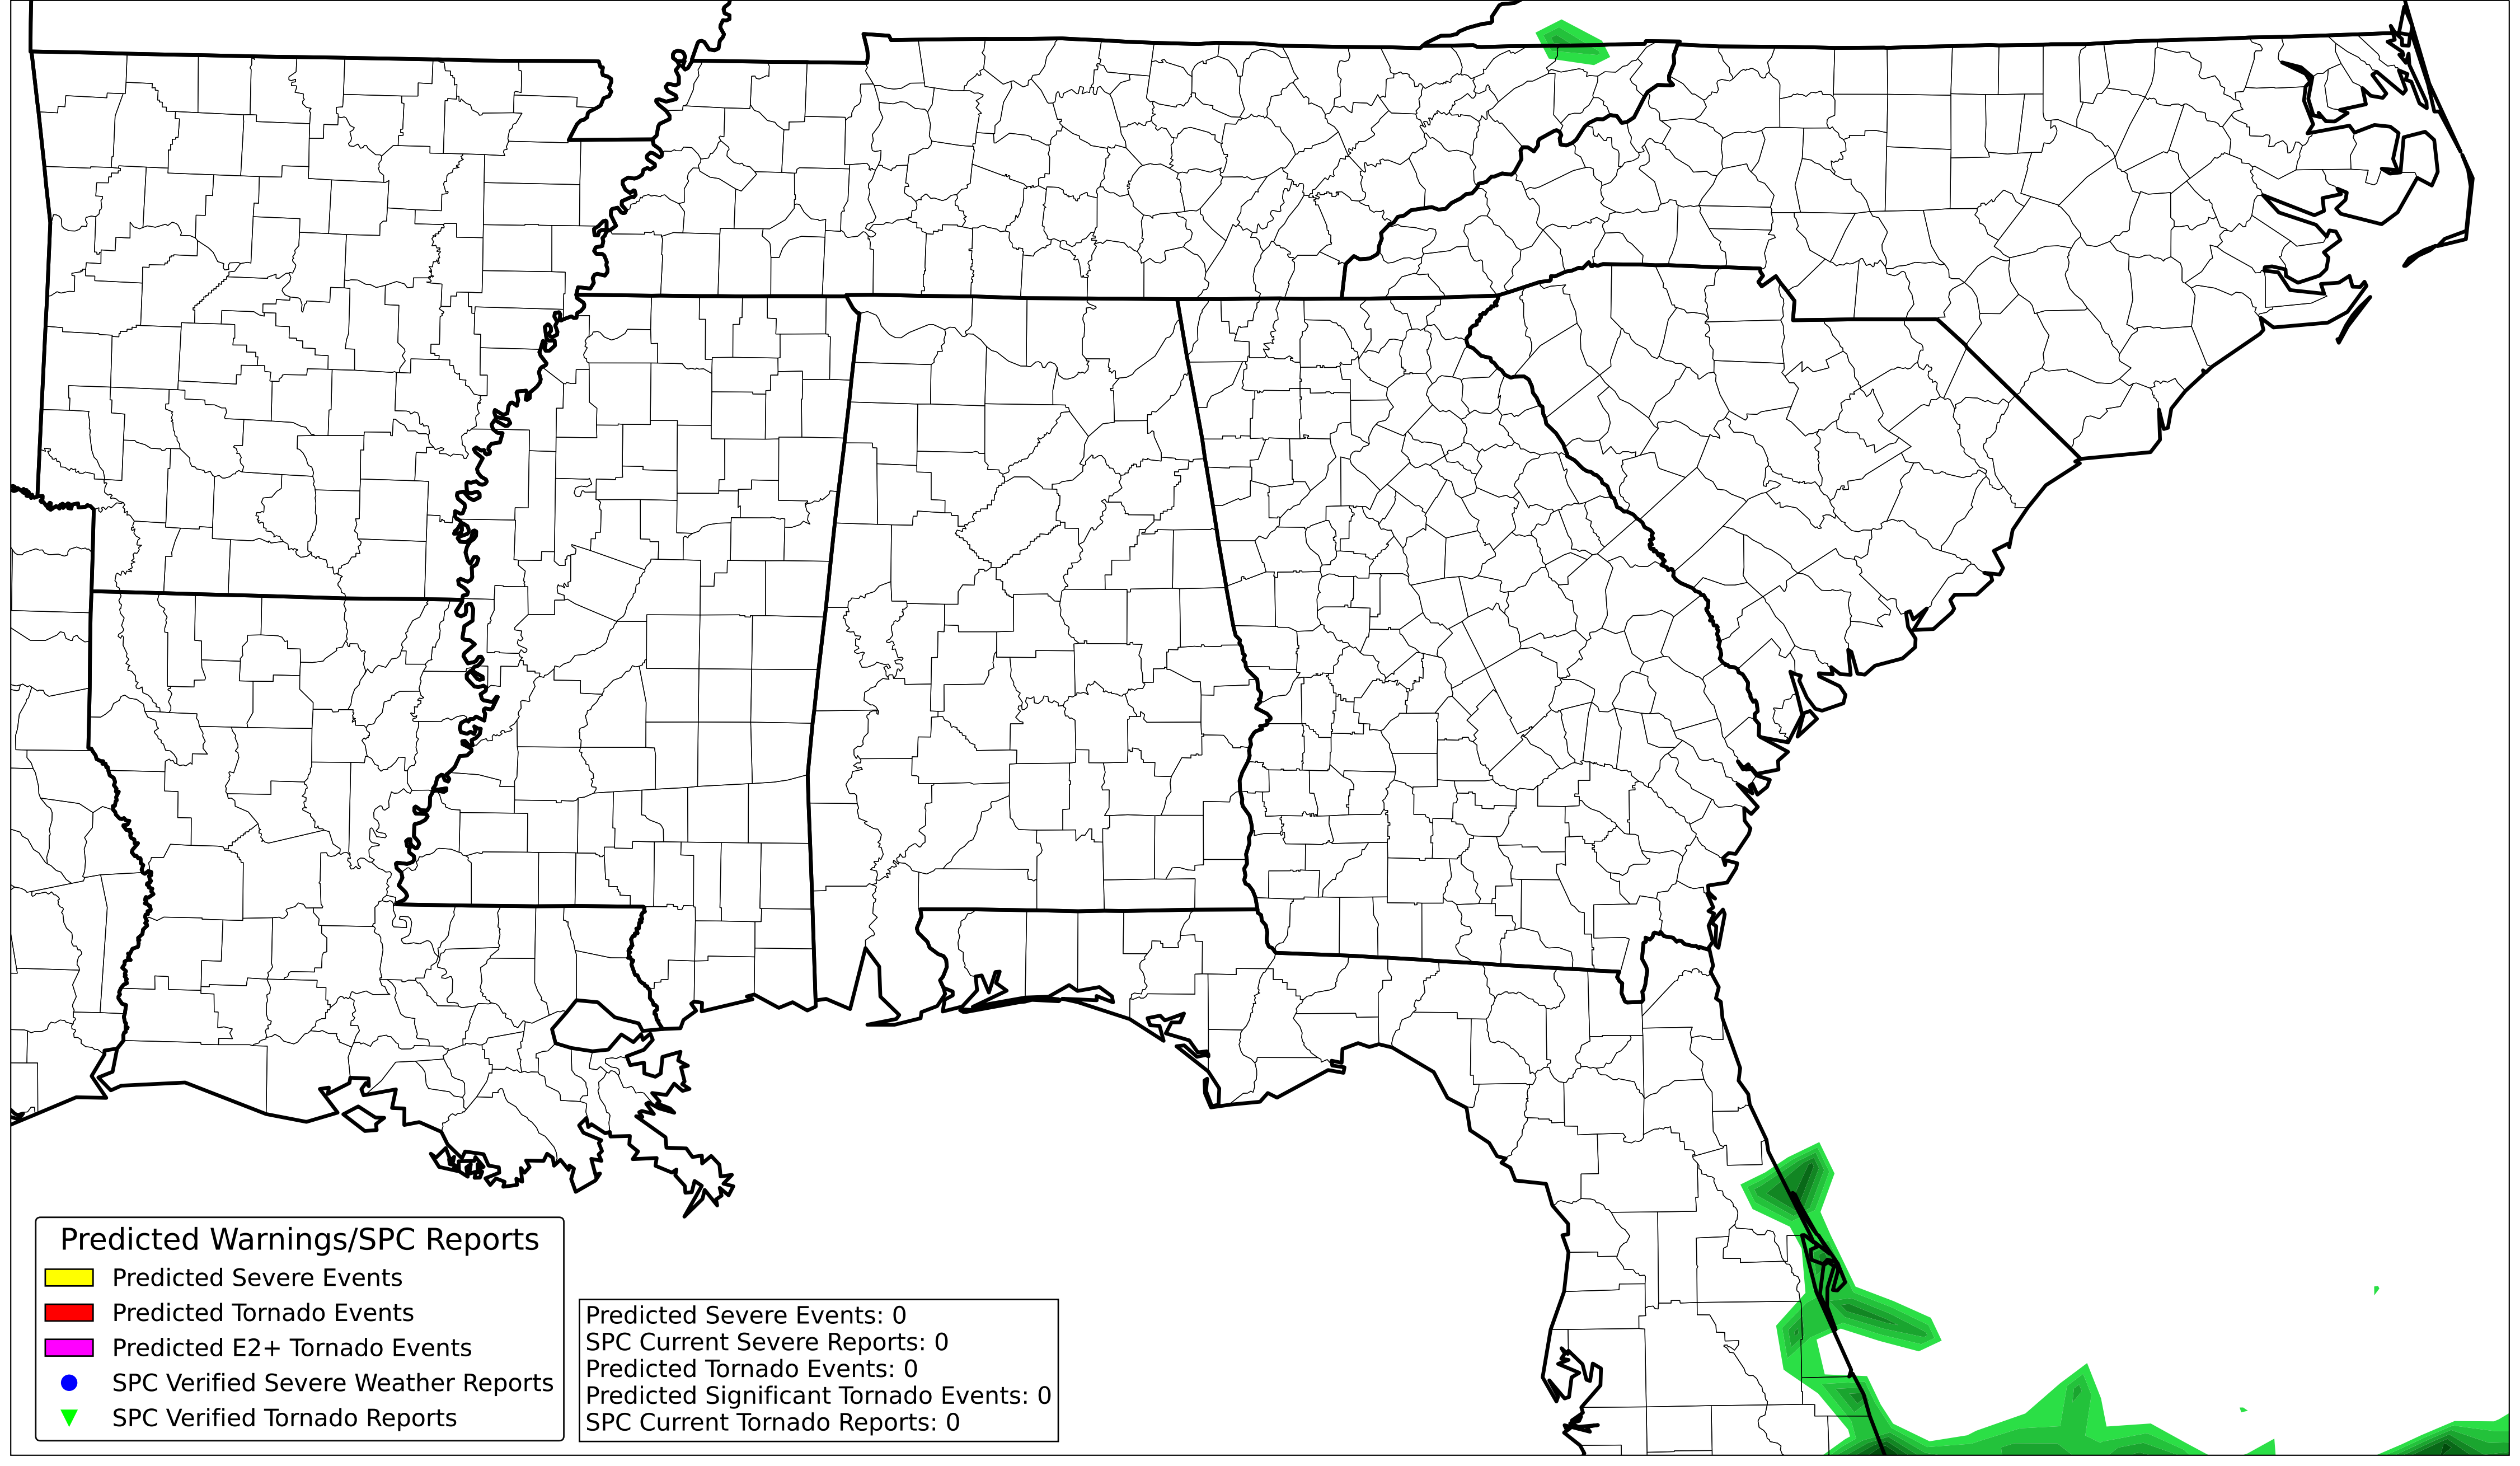 Predicted Warnings/SPC Reports
Predicted Severe Events
Predicted Tornado Events
Predicted E2+ Tornado Events
SPC Verified Severe Weather Reports
SPC Verified Tornado Reports
Predicted Severe Events: 0
SPC Current Severe Reports: 0
Predicted Tornado Events: 0
Predicted Significant Tornado Events: 0
SPC Current Tornado Reports: 0